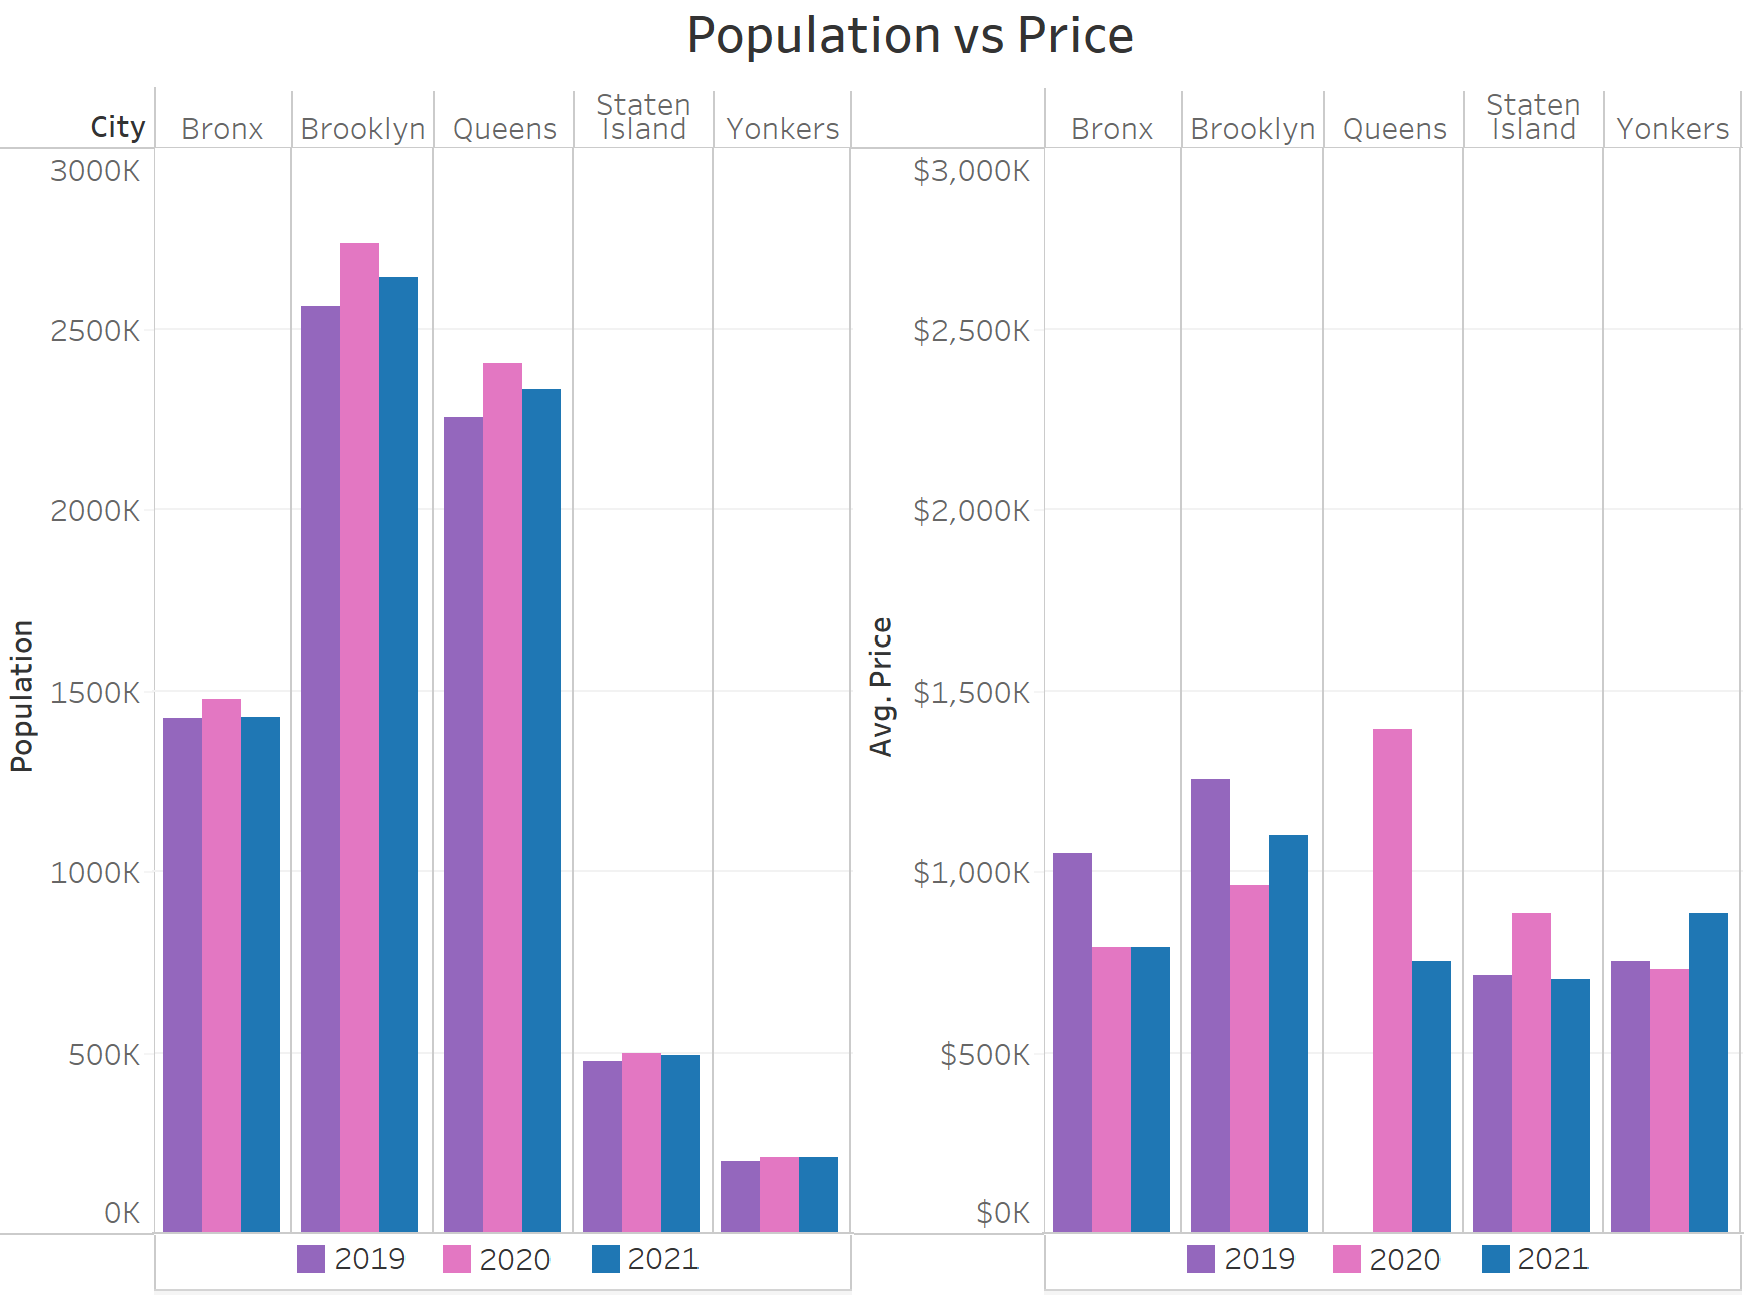 Population vs Price
City
Bronx
Brooklyn
Queens
Staten
Island
Yonkers
Bronx
Brooklyn
Queens
Staten
Island
Yonkers
Population
3000K
2500K
2000K
1500K
1000K
500K
0K
Avg. Price
$3,000K
$2,500K
$2,000K
$1,500K
$1,000K
$500K
$0K
2019
2020
2021
2019
2020
2021